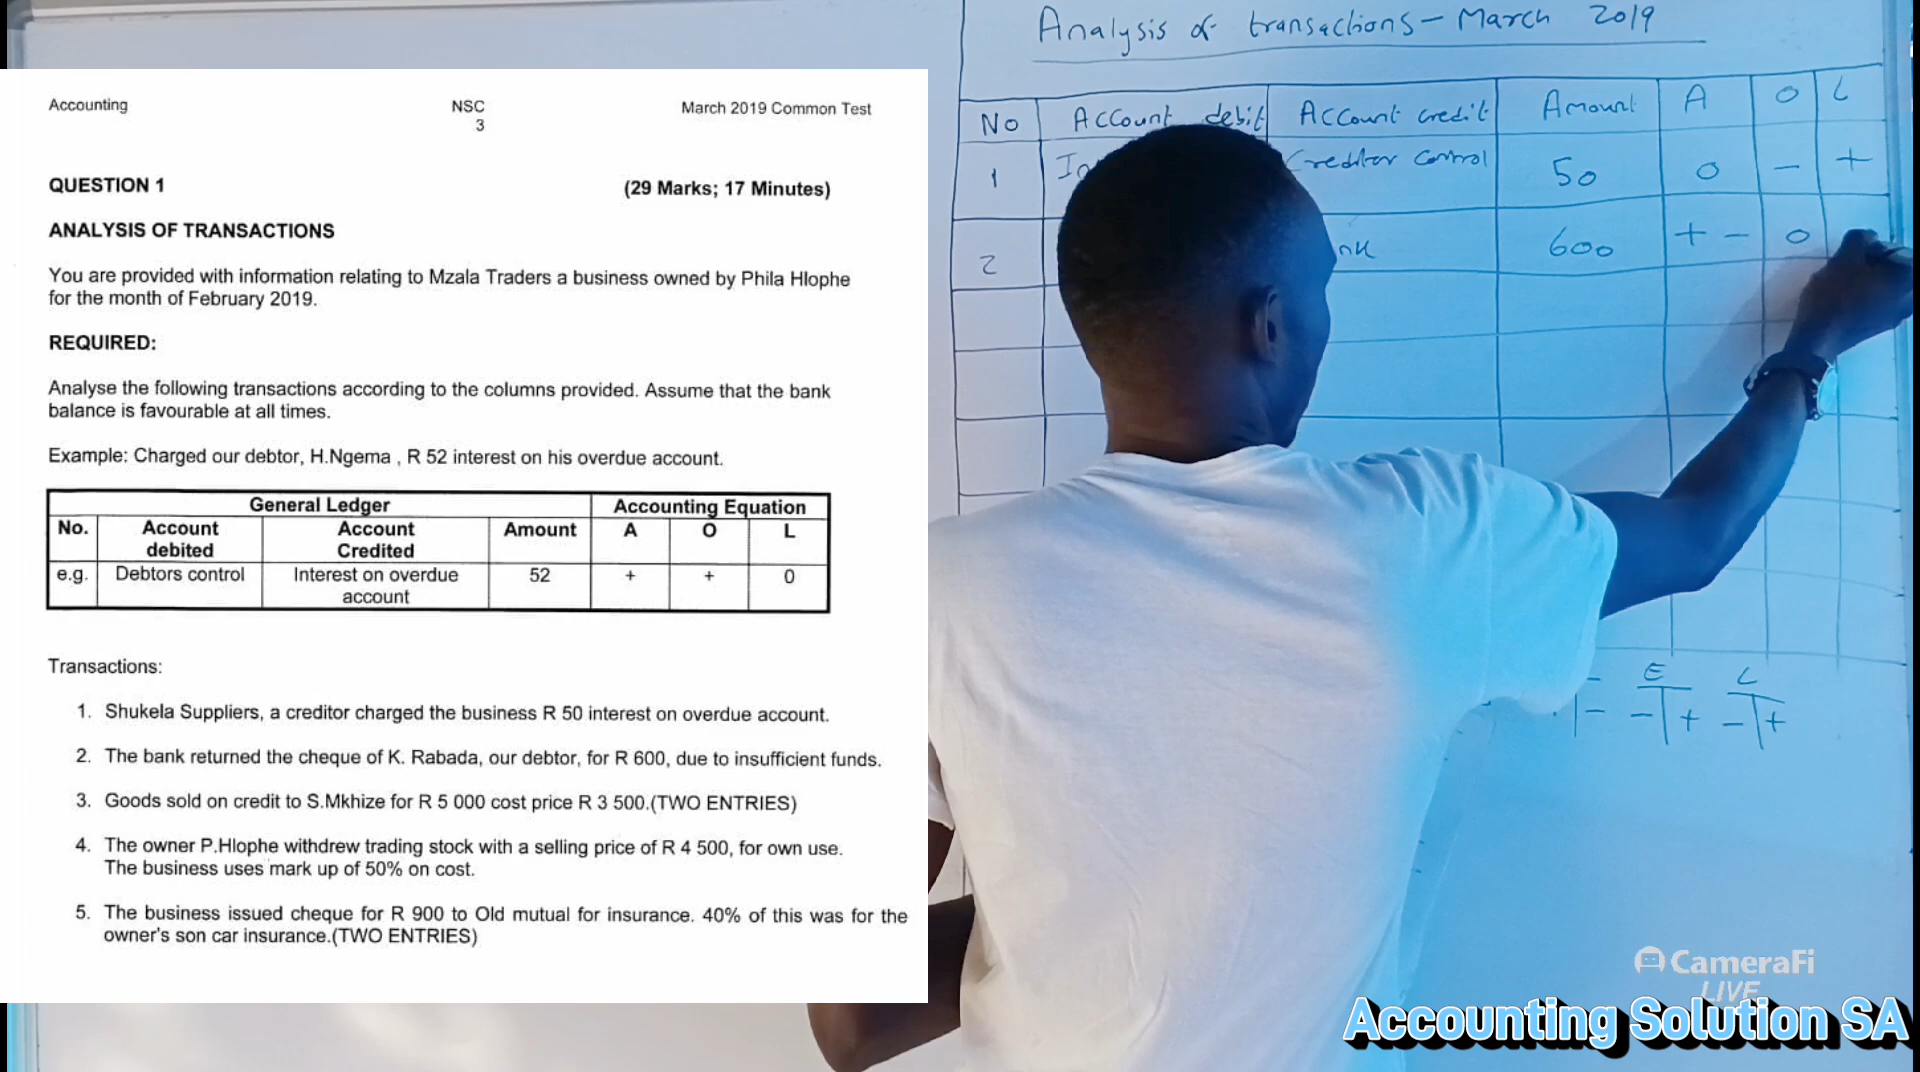 Accounting NSC March 2019 Common Test
3
QUESTION 1 (29 Marks; 17 Minutes)
ANALYSIS OF TRANSACTIONS
You are provided with information relating to Mzala Traders a business owned by Phila Hlophe
for the month of February 2019.
REQUIRED:
Analyse the following transactions according to the columns provided. Assume that the bank
balance is favourable at all times.
Example: Charged our debtor, H.Ngema , R 52 interest on his overdue account.
General Ledger Accounting Equation
No. Account debited Account Credited Amount A O L
e.g. Debtors control Interest on overdue account 52 + + 0
Transactions:
1. Shukela Suppliers, a creditor charged the business R 50 interest on overdue account.
2. The bank returned the cheque of K. Rabada, our debtor, for R 600, due to insufficient funds.
3. Goods sold on credit to S.Mkhize for R 5 000 cost price R 3 500.(TWO ENTRIES)
4. The owner P.Hlophe withdrew trading stock with a selling price of R 4 500, for own use.
The business uses mark up of 50% on cost.
5. The business issued cheque for R 900 to Old mutual for insurance. 40% of this was for the
owner's son car insurance.(TWO ENTRIES)
Analysis of transactions - March 2019
No Account debit Account credit Amount A O L
1 Creditor control 50 0 - +
2 600 + - 0
E L
- - + - +
CameraFi
LIVE
Accounting Solution SA